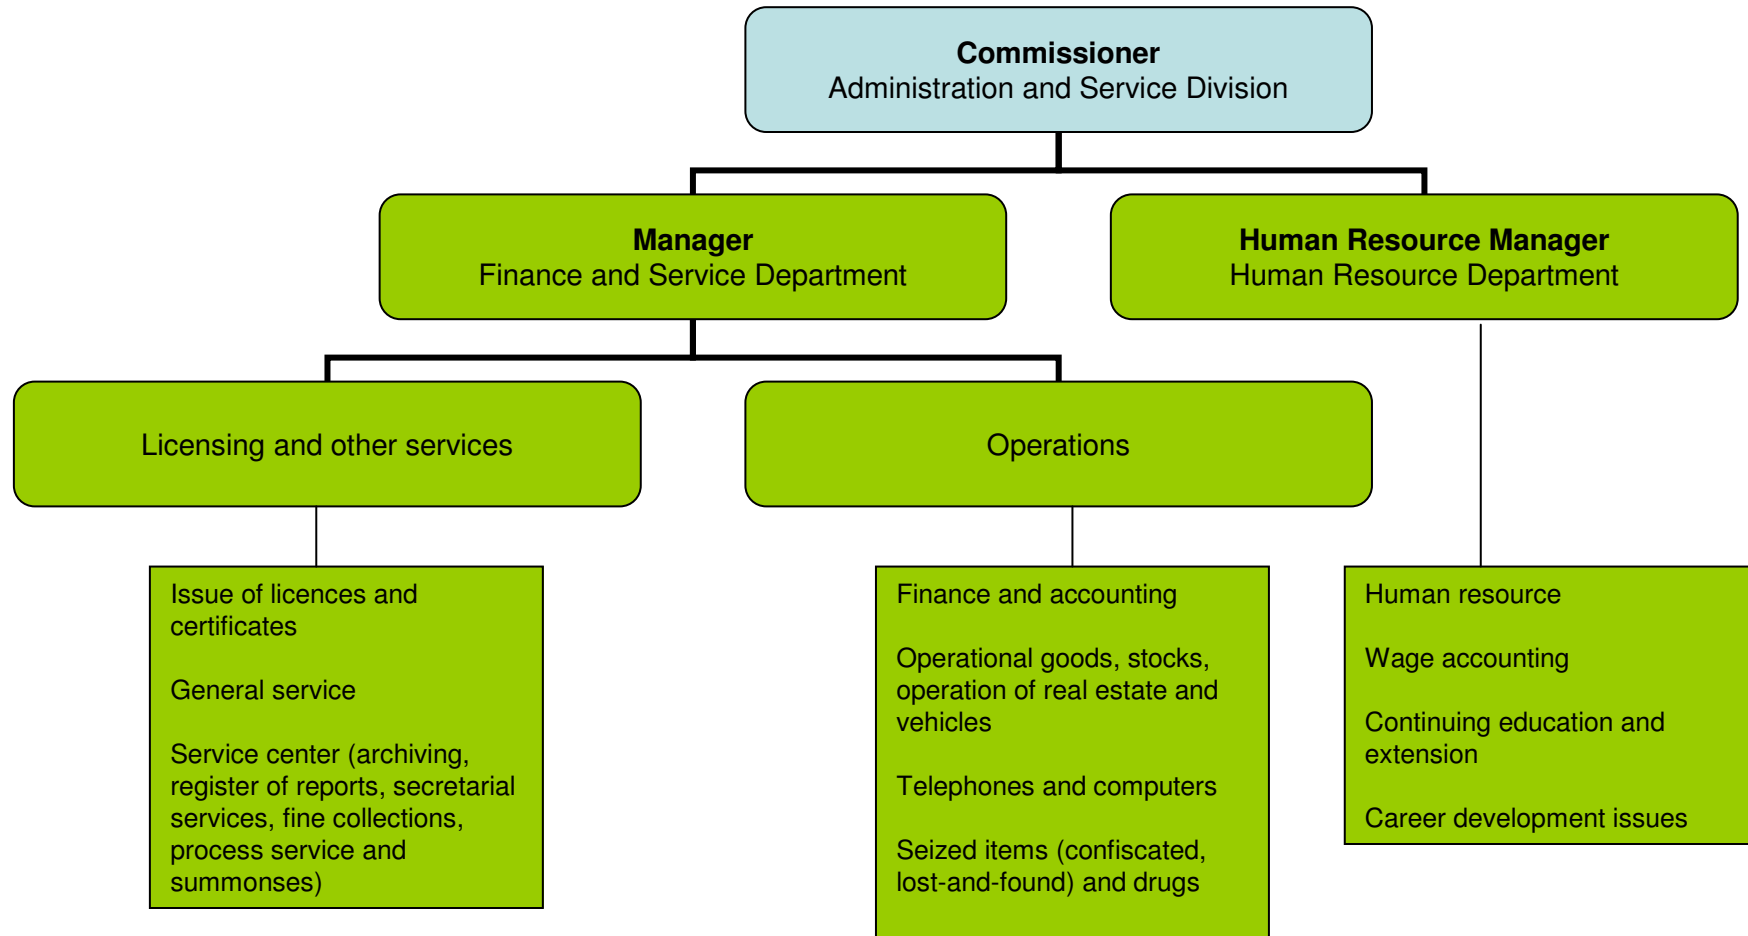 Commissioner
Administration and Service Division
Manager
Finance and Service Department
Human Resource Manager
Human Resource Department
Licensing and other services
Operations
Issue of licences and
certificates
General service
Service center (archiving,
register of reports, secretarial
services, fine collections,
process service and
summonses)
Finance and accounting
Operational goods, stocks,
operation of real estate and
vehicles
Telephones and computers
Seized items (confiscated,
lost-and-found) and drugs
Human resource
Wage accounting
Continuing education and
extension
Career development issues